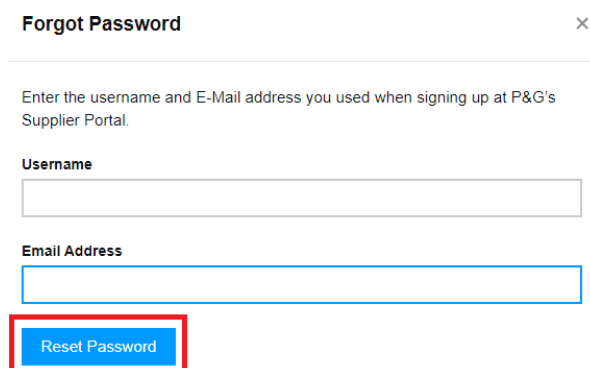 Forgot Password ×
Enter the username and E-Mail address you used when signing up at P&G's
Supplier Portal.
Username
Email Address
Reset Password